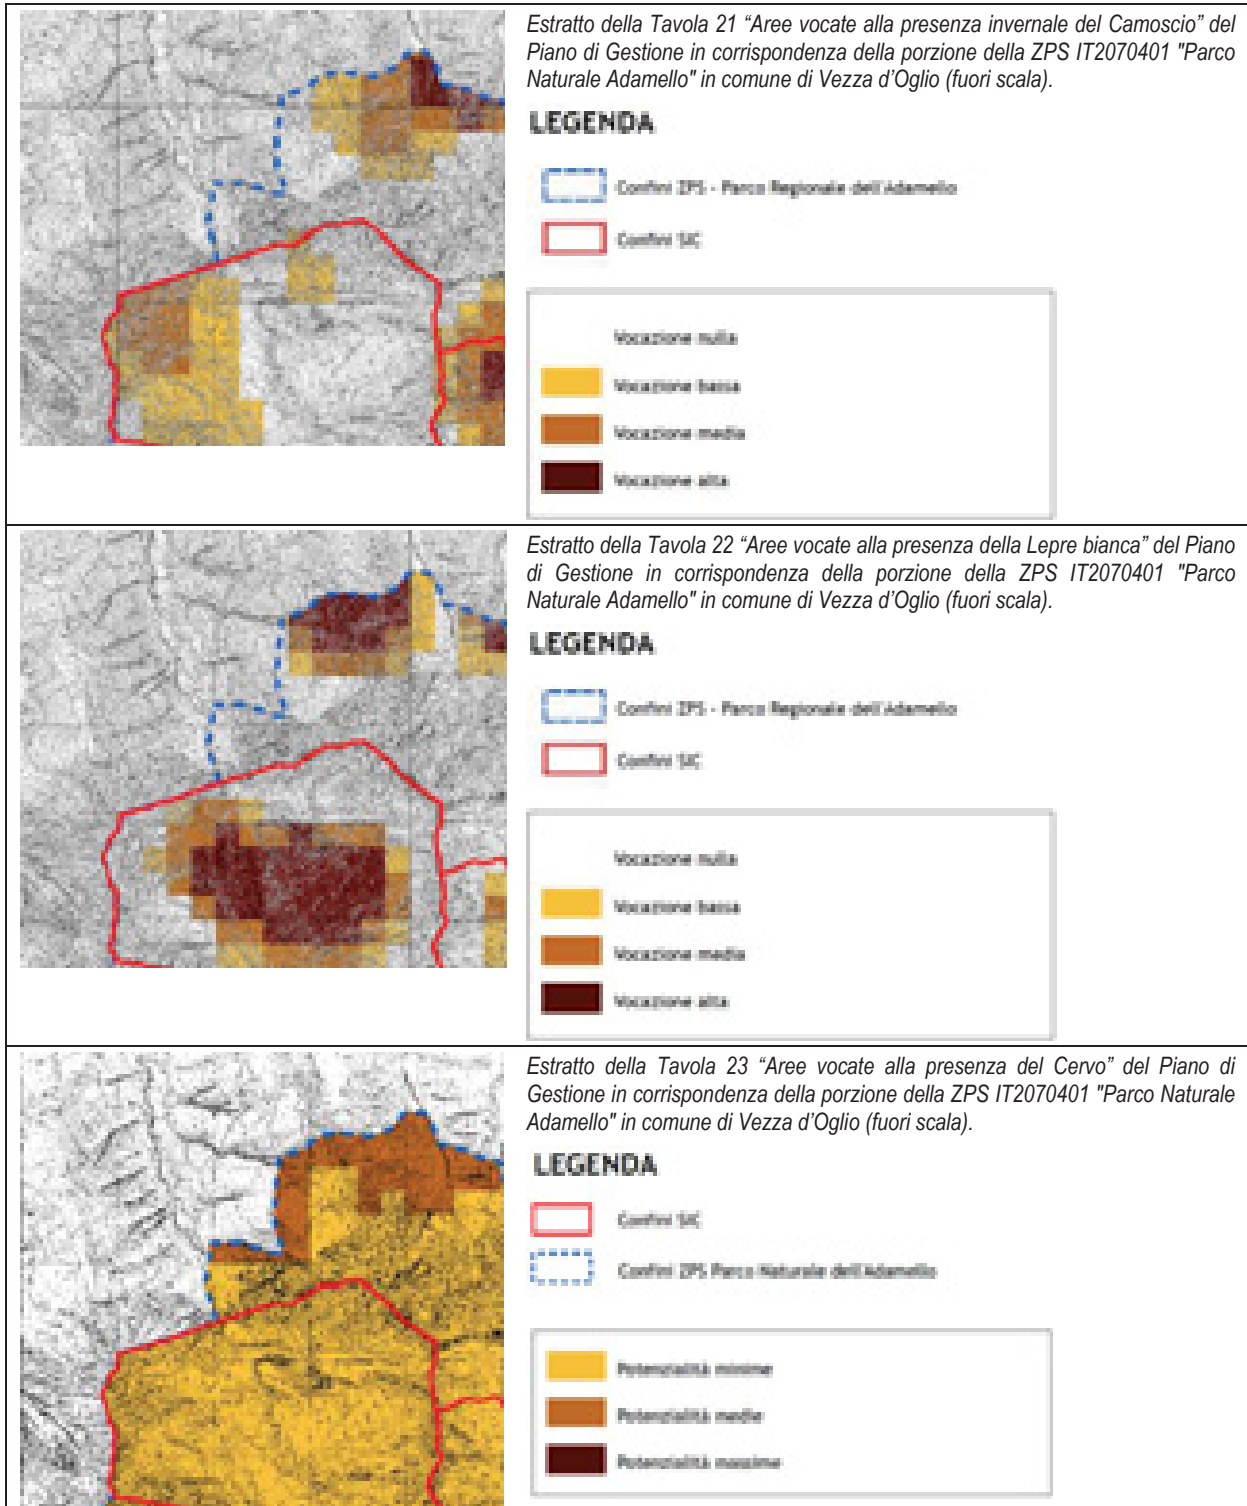 Estratto della Tavola 21 “Aree vocate alla presenza invernale del Camoscio” del
Piano di Gestione in corrispondenza della porzione della ZPS IT2070401 "Parco
Naturale Adamello" in comune di Vezza d’Oglio (fuori scala).
LEGENDA
Confini ZPS - Parco Regionale dell'Adamello
Confini SIC
Vocazione nulla
Vocazione bassa
Vocazione media
Vocazione alta
Estratto della Tavola 22 “Aree vocate alla presenza della Lepre bianca” del Piano
di Gestione in corrispondenza della porzione della ZPS IT2070401 "Parco
Naturale Adamello" in comune di Vezza d’Oglio (fuori scala).
LEGENDA
Confini ZPS - Parco Regionale dell'Adamello
Confini SIC
Vocazione nulla
Vocazione bassa
Vocazione media
Vocazione alta
Estratto della Tavola 23 “Aree vocate alla presenza del Cervo” del Piano di
Gestione in corrispondenza della porzione della ZPS IT2070401 "Parco Naturale
Adamello" in comune di Vezza d’Oglio (fuori scala).
LEGENDA
Confini SIC
Confini ZPS Parco Naturale dell'Adamello
Potenzialità minime
Potenzialità medie
Potenzialità massime